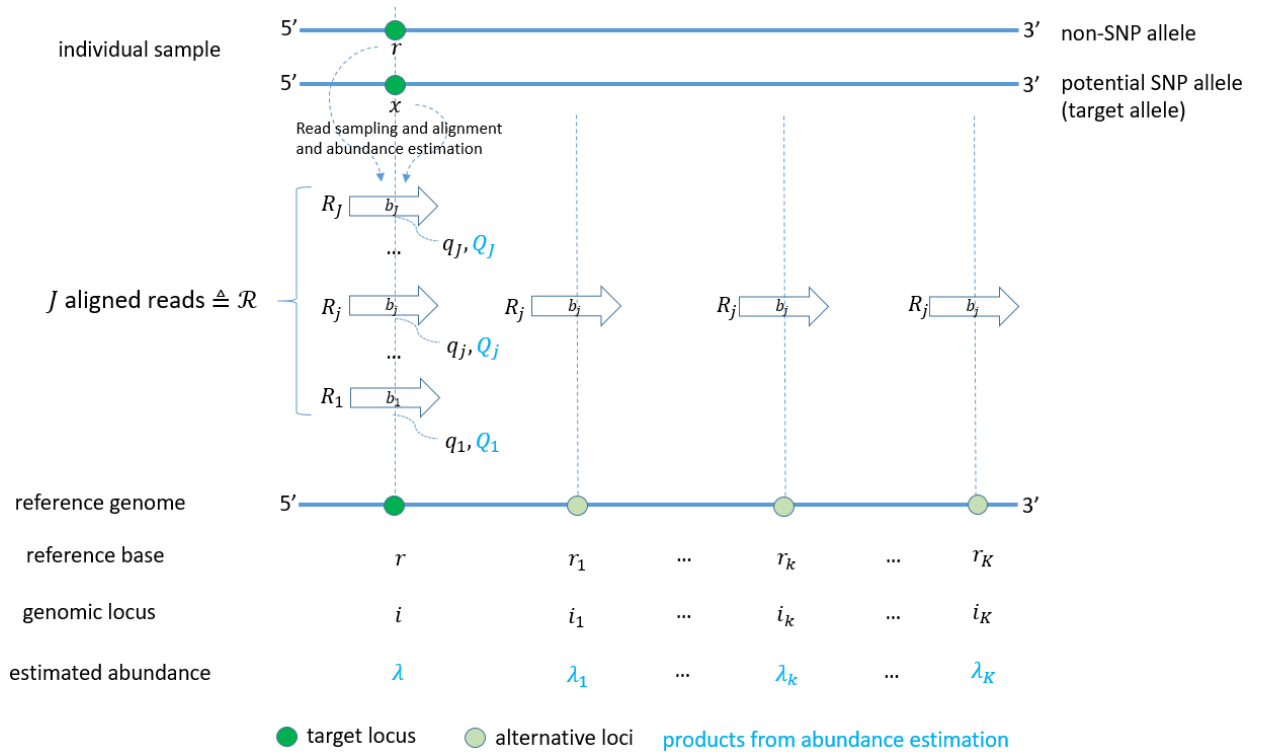 5’ 3’ non-SNP allele
individual sample
r
5’ 3’ potential SNP allele
(target allele)
x
Read sampling and alignment
and abundance estimation
R_J b_J
q_J, Q_J
...
J aligned reads ≜ ℛ
R_j b_j R_j b_j R_j b_j R_j b_j
q_j, Q_j
...
R_1 b_1
q_1, Q_1
reference genome 5’ 3’
reference base r r_1 ... r_k ... r_K
genomic locus i i_1 ... i_k ... i_K
estimated abundance λ λ_1 ... λ_k ... λ_K
target locus alternative loci products from abundance estimation